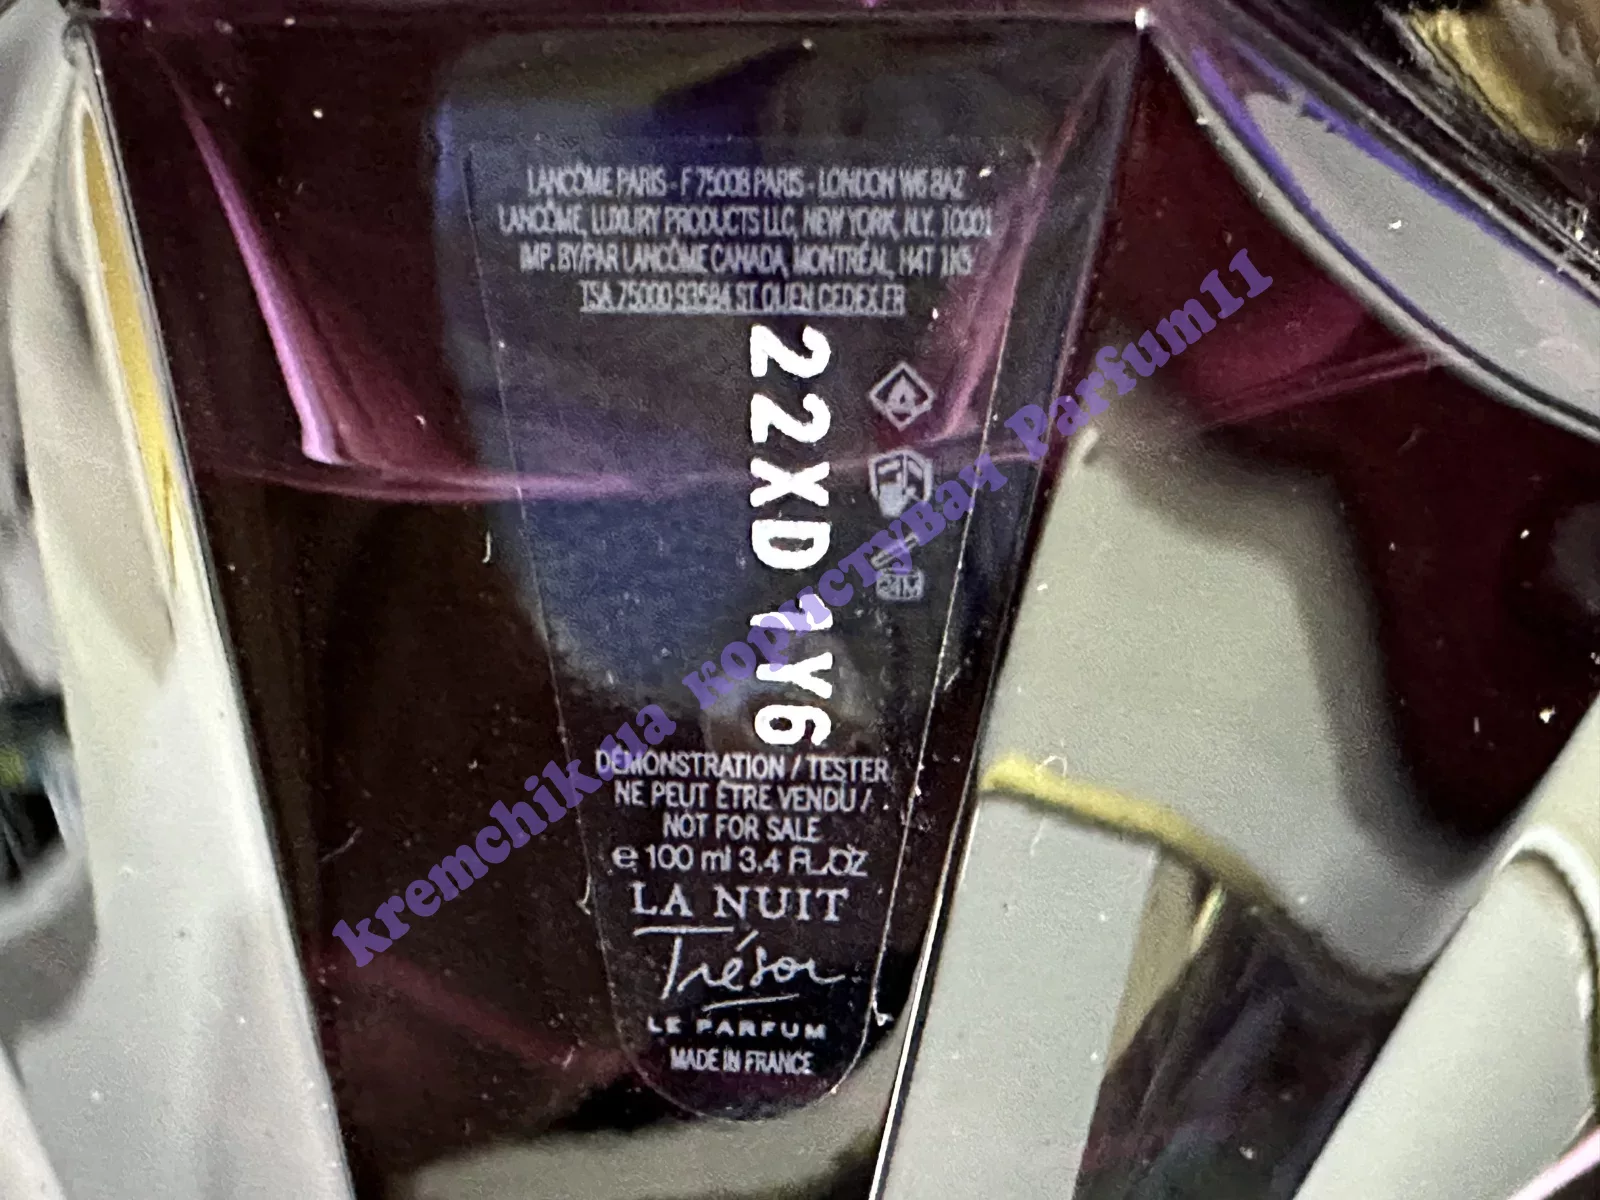 LANCÔME PARIS - F 75008 PARIS - LONDON W6 8AZ
LANCÔME, LUXURY PRODUCTS LLC, NEW YORK, N.Y. 10001
IMP. BY/PAR LANCÔME CANADA, MONTRÉAL, H4T 1K5
TSA 75000 93584 ST OUEN CEDEX FR
22XD 1Y6
24M
DÉMONSTRATION / TESTER
NE PEUT ÊTRE VENDU /
NOT FOR SALE
e 100 ml 3.4 FL.OZ
LA NUIT
Trésor
LE PARFUM
MADE IN FRANCE
kremchik.ua користувач Parfum11